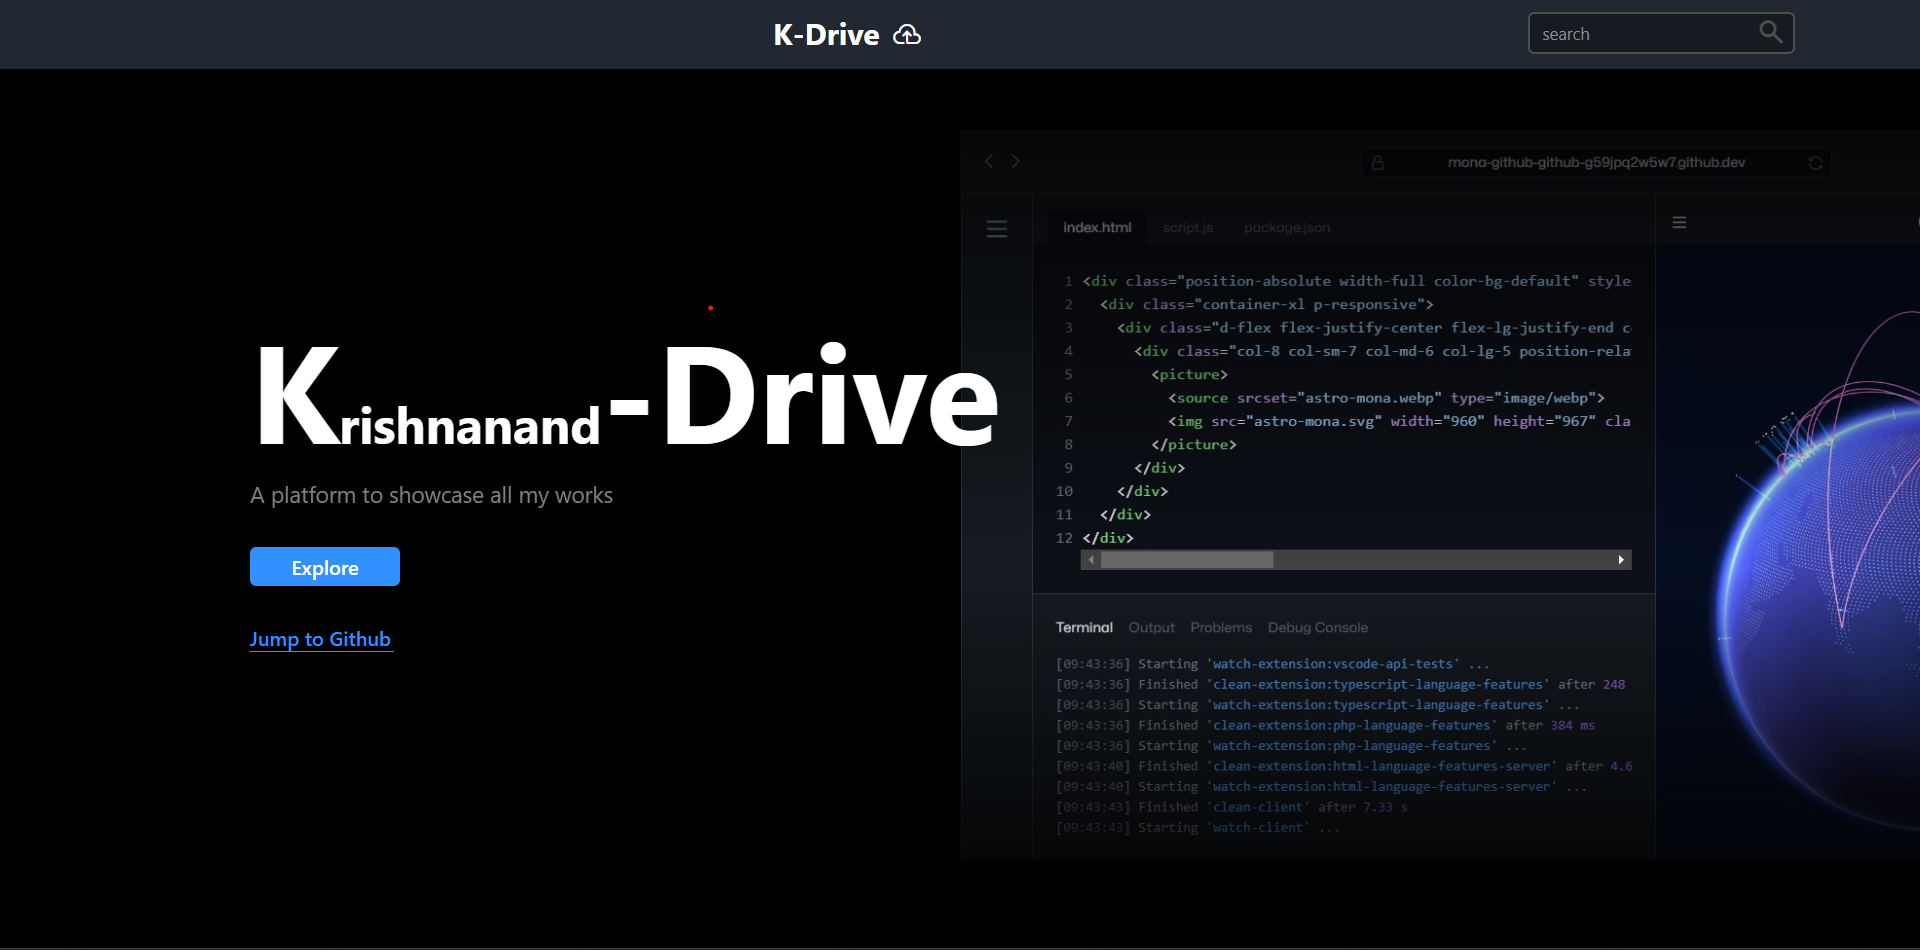 K-Drive
search
mona-github-github-g59jpq2w5w7.github.dev
index.html script.js package.json
1 <div class="position-absolute width-full color-bg-default" style
2 <div class="container-xl p-responsive">
3 <div class="d-flex flex-justify-center flex-lg-justify-end c
4 <div class="col-8 col-sm-7 col-md-6 col-lg-5 position-rela
5 <picture>
6 <source srcset="astro-mona.webp" type="image/webp">
7 <img src="astro-mona.svg" width="960" height="967" cla
8 </picture>
9 </div>
10 </div>
11 </div>
12 </div>
Krishnanand-Drive
A platform to showcase all my works
Explore
Jump to Github
Terminal Output Problems Debug Console
[09:43:36] Starting 'watch-extension:vscode-api-tests' ...
[09:43:36] Finished 'clean-extension:typescript-language-features' after 248
[09:43:36] Starting 'watch-extension:typescript-language-features' ...
[09:43:36] Finished 'clean-extension:php-language-features' after 384 ms
[09:43:36] Starting 'watch-extension:php-language-features' ...
[09:43:40] Finished 'clean-extension:html-language-features-server' after 4.6
[09:43:40] Starting 'watch-extension:html-language-features-server' ...
[09:43:43] Finished 'clean-client' after 7.33 s
[09:43:43] Starting 'watch-client' ...